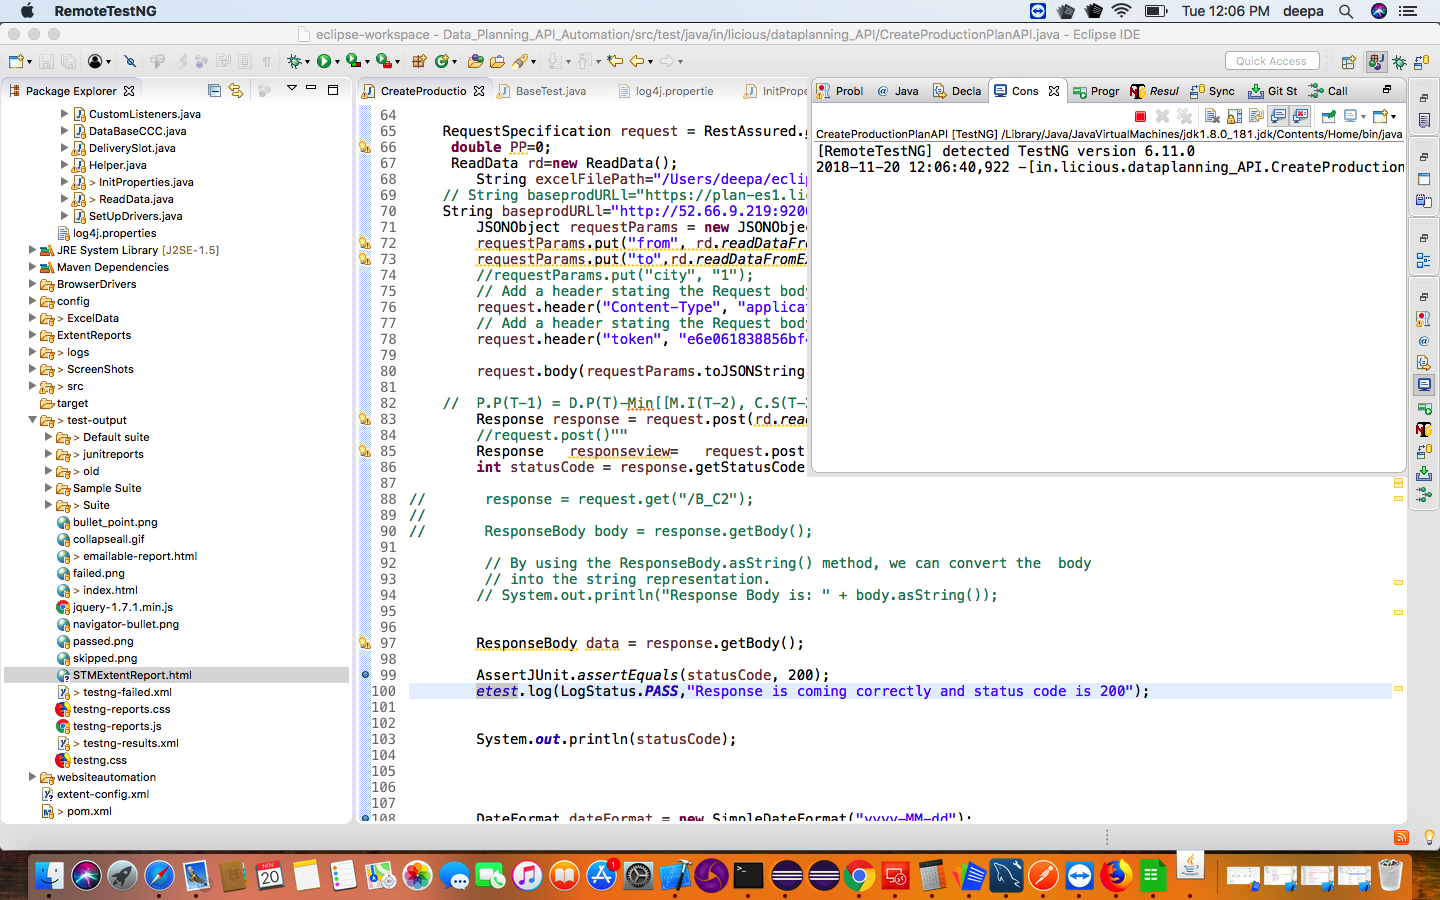 RemoteTestNG
Tue 12:06 PM deepa
eclipse-workspace - Data_Planning_API_Automation/src/test/java/in/licious/dataplanning_API/CreateProductionPlanAPI.java - Eclipse IDE
Quick Access
Package Explorer
CustomListeners.java
DataBaseCCC.java
DeliverySlot.java
Helper.java
> InitProperties.java
> ReadData.java
SetUpDrivers.java
log4j.properties
JRE System Library [J2SE-1.5]
Maven Dependencies
BrowserDrivers
config
> ExcelData
ExtentReports
> logs
> ScreenShots
> src
target
> test-output
> Default suite
> junitreports
> old
Sample Suite
> Suite
bullet_point.png
collapseall.gif
> emailable-report.html
failed.png
> index.html
jquery-1.7.1.min.js
navigator-bullet.png
passed.png
skipped.png
STMExtentReport.html
> testng-failed.xml
testng-reports.css
testng-reports.js
> testng-results.xml
testng.css
websiteautomation
extent-config.xml
> pom.xml
CreateProductio
BaseTest.java
log4j.propertie
InitPrope
64
65 RequestSpecification request = RestAssured.
66 double PP=0;
67 ReadData rd=new ReadData();
68 String excelFilePath="/Users/deepa/eclip
69 // String baseprodURLl="https://plan-es1.lic
70 String baseprodURLl="http://52.66.9.219:920
71 JSONObject requestParams = new JSONObjec
72 requestParams.put("from", rd.readDataFro
73 requestParams.put("to",rd.readDataFromEx
74 //requestParams.put("city", "1");
75 // Add a header stating the Request body
76 request.header("Content-Type", "applicat
77 // Add a header stating the Request body
78 request.header("token", "e6e061838856bf4
79
80 request.body(requestParams.toJSONString
81
82 // P.P(T-1) = D.P(T)-Min[[M.I(T-2), C.S(T-
83 Response response = request.post(rd.rea
84 //request.post()""
85 Response responseview= request.post
86 int statusCode = response.getStatusCode
87
88 // response = request.get("/B_C2");
89 //
90 // ResponseBody body = response.getBody();
91
92 // By using the ResponseBody.asString() method, we can convert the body
93 // into the string representation.
94 // System.out.println("Response Body is: " + body.asString());
95
96
97 ResponseBody data = response.getBody();
98
99 AssertJUnit.assertEquals(statusCode, 200);
100 etest.log(LogStatus.PASS,"Response is coming correctly and status code is 200");
101
102
103 System.out.println(statusCode);
104
105
106
107
108 DateFormat dateFormat = new SimpleDateFormat("yyyy-MM-dd");
Probl
@ Java
Decla
Cons
Progr
Resul
Sync
Git St
Call
CreateProductionPlanAPI [TestNG] /Library/Java/JavaVirtualMachines/jdk1.8.0_181.jdk/Contents/Home/bin/java
[RemoteTestNG] detected TestNG version 6.11.0
2018-11-20 12:06:40,922 -[in.licious.dataplanning_API.CreateProduction
NOV
20
1